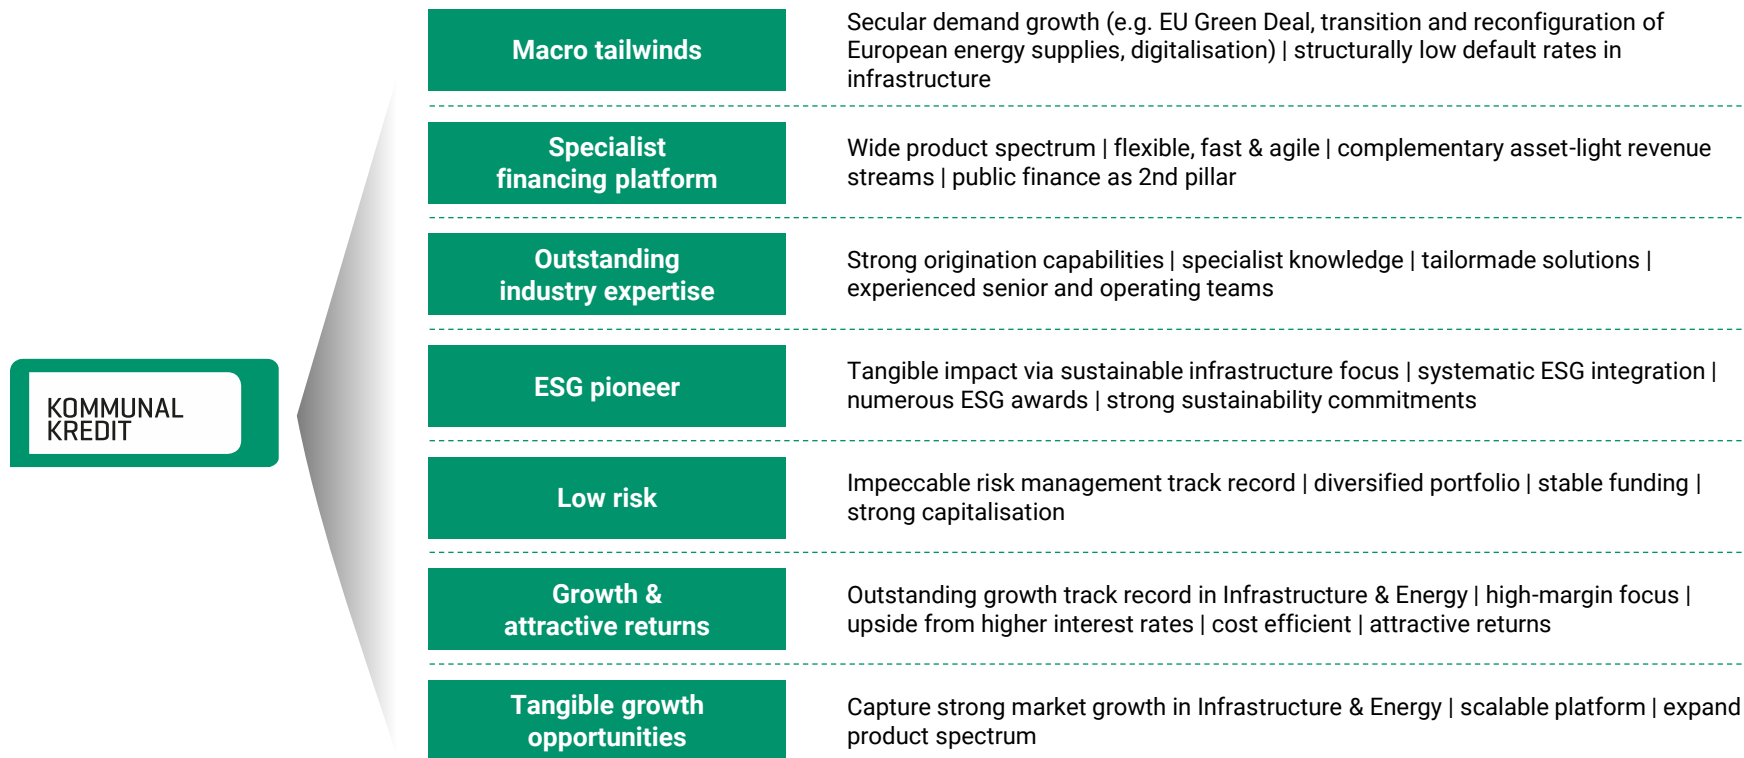 Macro tailwinds
Secular demand growth (e.g. EU Green Deal, transition and reconfiguration of
European energy supplies, digitalisation) | structurally low default rates in
infrastructure
Specialist
financing platform
Wide product spectrum | flexible, fast & agile | complementary asset-light revenue
streams | public finance as 2nd pillar
Outstanding
industry expertise
Strong origination capabilities | specialist knowledge | tailormade solutions |
experienced senior and operating teams
KOMMUNAL
KREDIT
ESG pioneer
Tangible impact via sustainable infrastructure focus | systematic ESG integration |
numerous ESG awards | strong sustainability commitments
Low risk
Impeccable risk management track record | diversified portfolio | stable funding |
strong capitalisation
Growth &
attractive returns
Outstanding growth track record in Infrastructure & Energy | high-margin focus |
upside from higher interest rates | cost efficient | attractive returns
Tangible growth
opportunities
Capture strong market growth in Infrastructure & Energy | scalable platform | expand
product spectrum